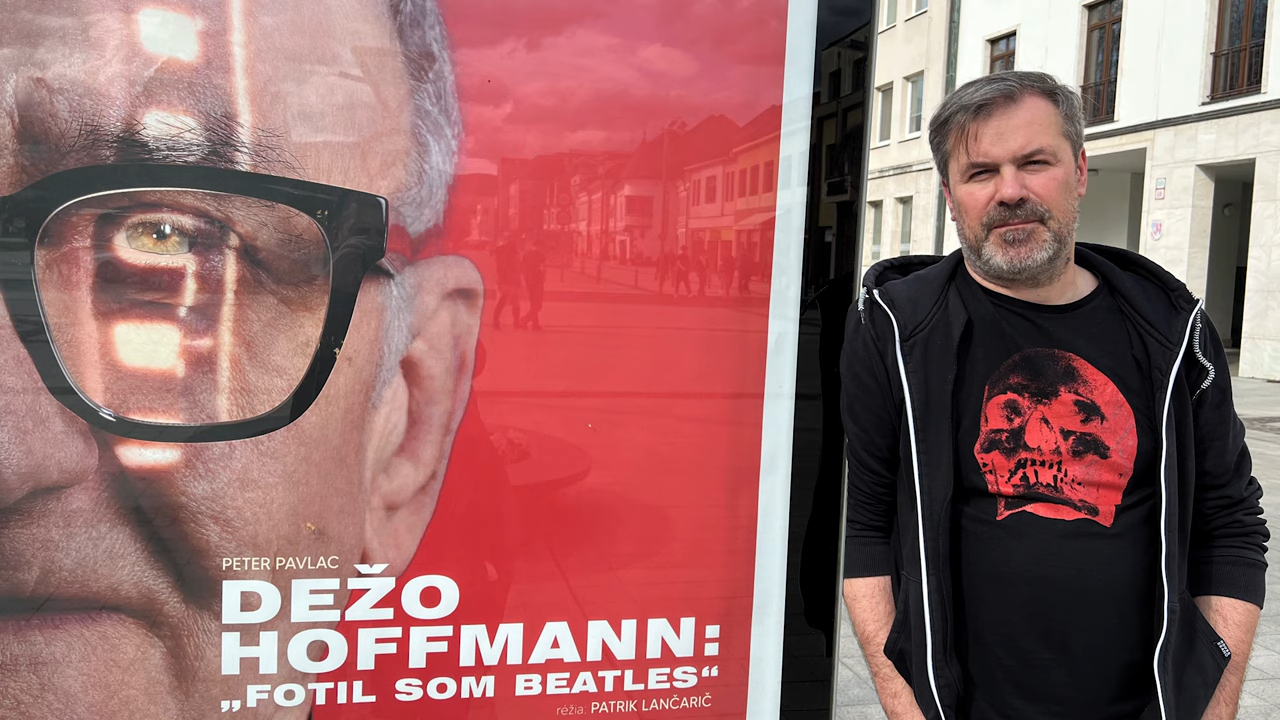 PETER PAVLAC
DEŽO
HOFFMANN:
„FOTIL SOM BEATLES“
réžia: PATRIK LANČARIČ